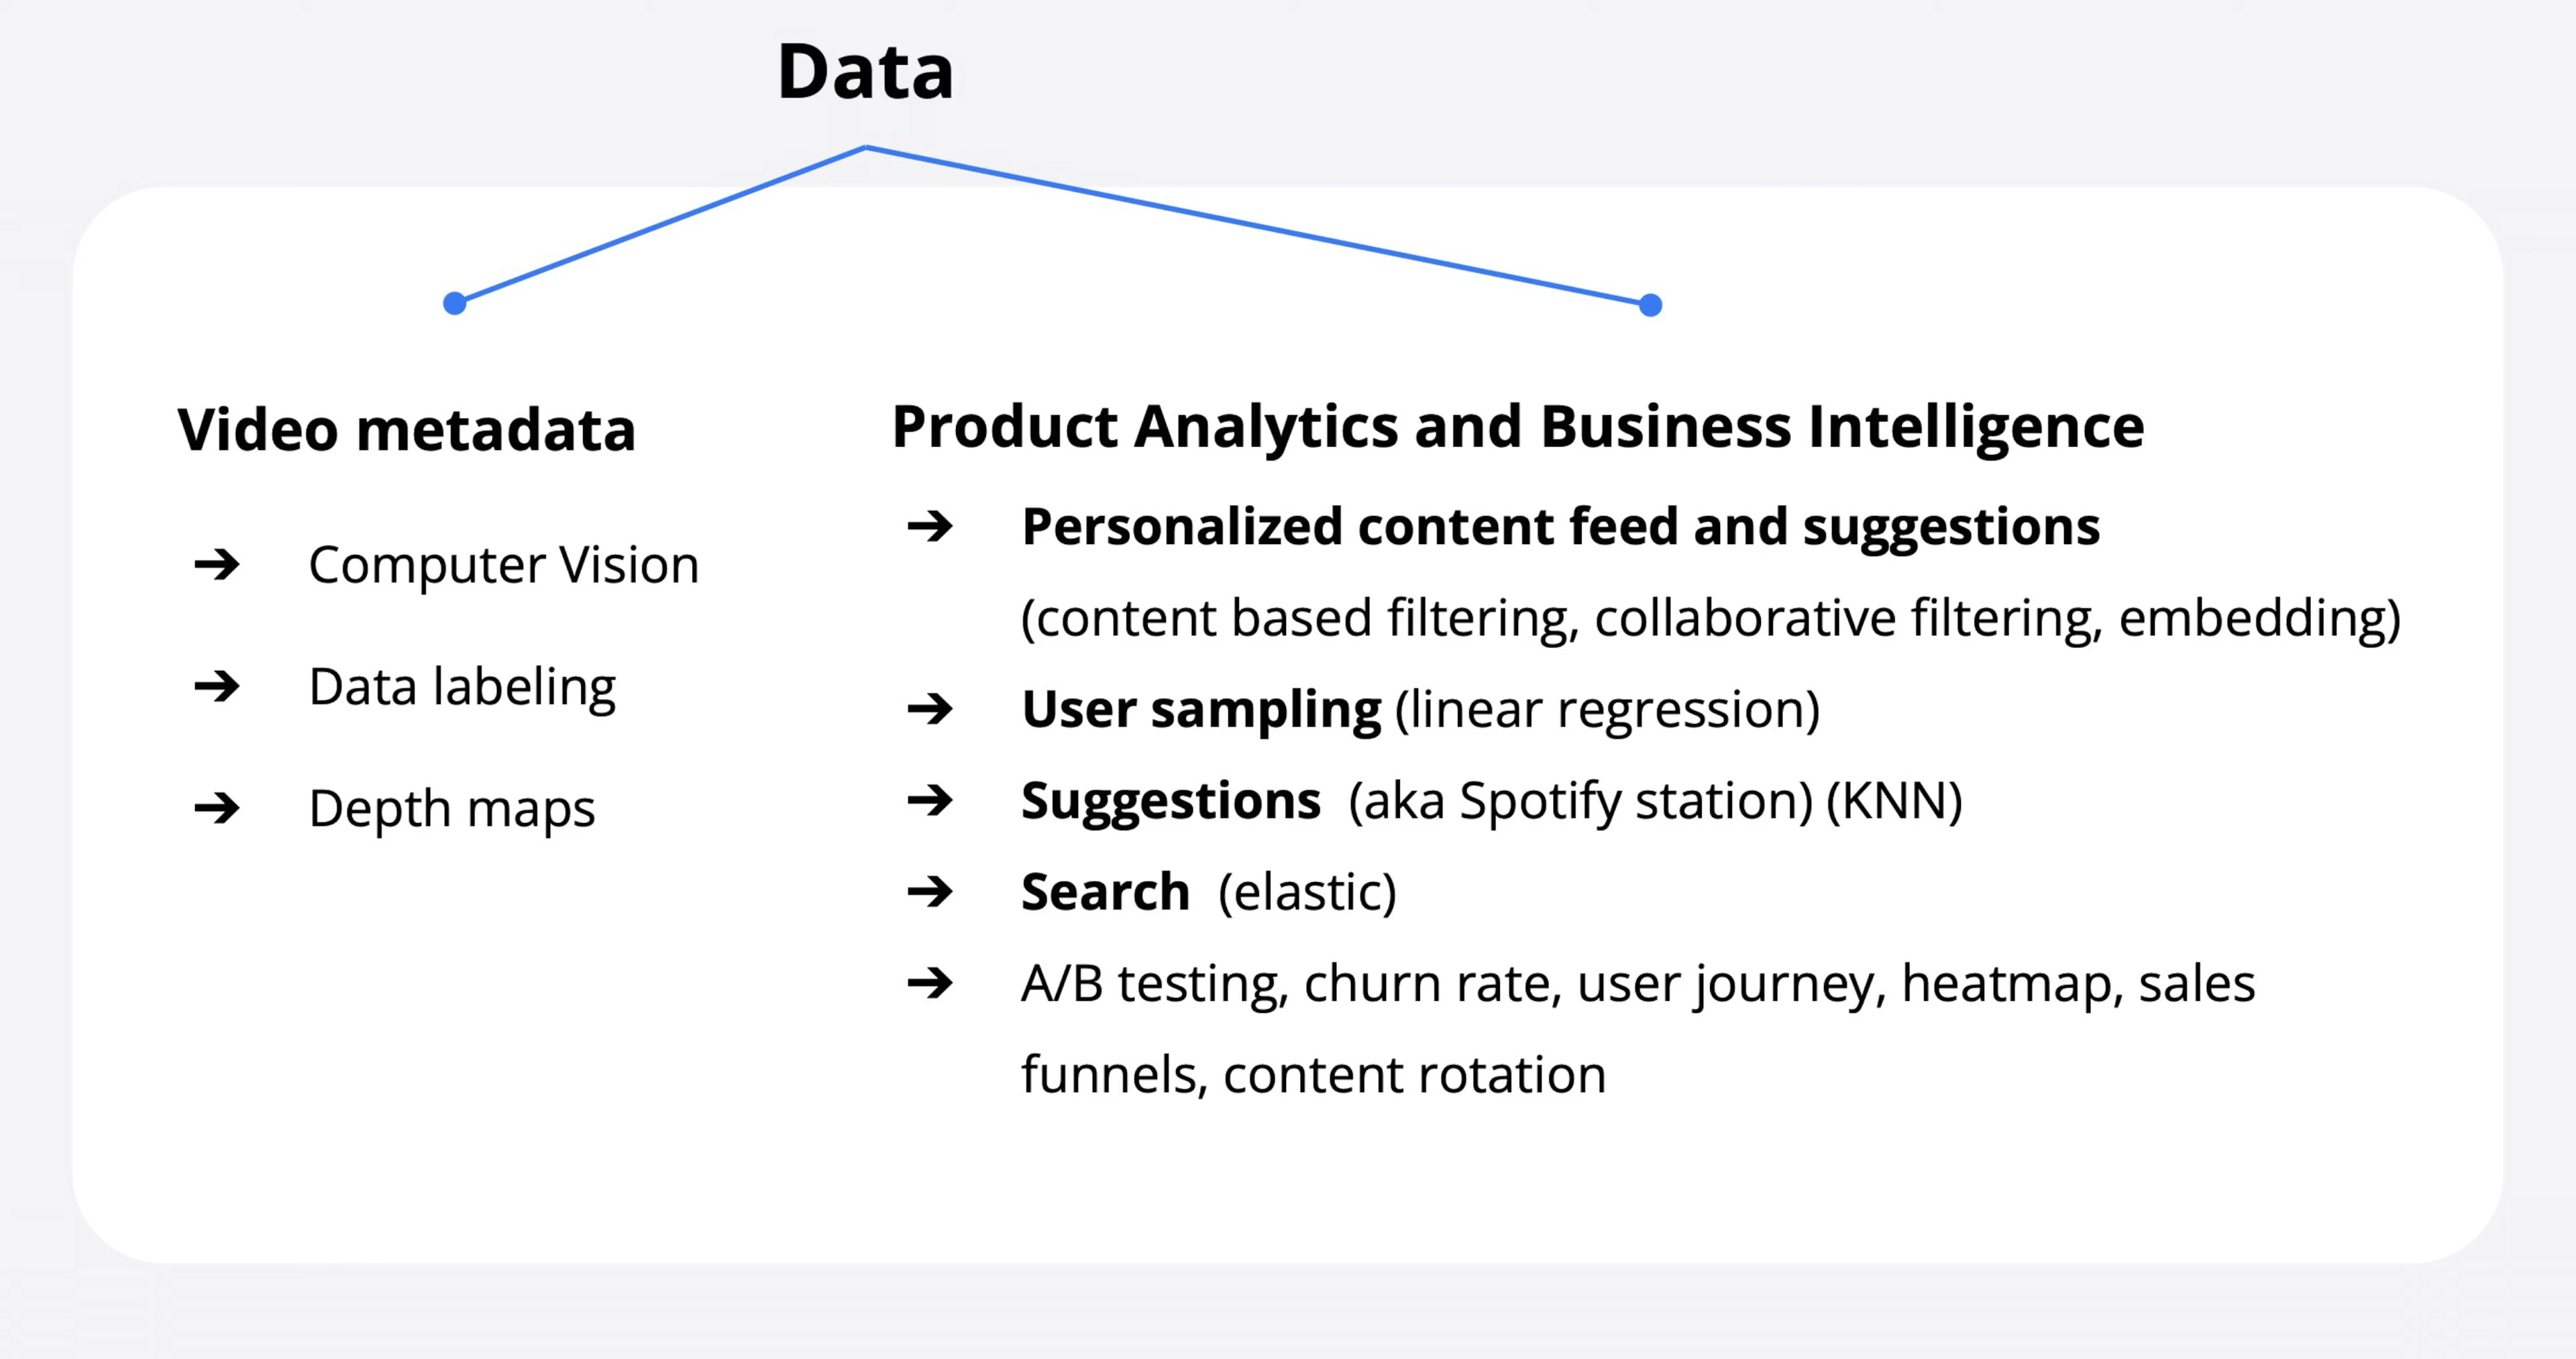 Data
Video metadata
➔ Computer Vision
➔ Data labeling
➔ Depth maps
Product Analytics and Business Intelligence
➔ Personalized content feed and suggestions
(content based filtering, collaborative filtering, embedding)
➔ User sampling (linear regression)
➔ Suggestions (aka Spotify station) (KNN)
➔ Search (elastic)
➔ A/B testing, churn rate, user journey, heatmap, sales
funnels, content rotation